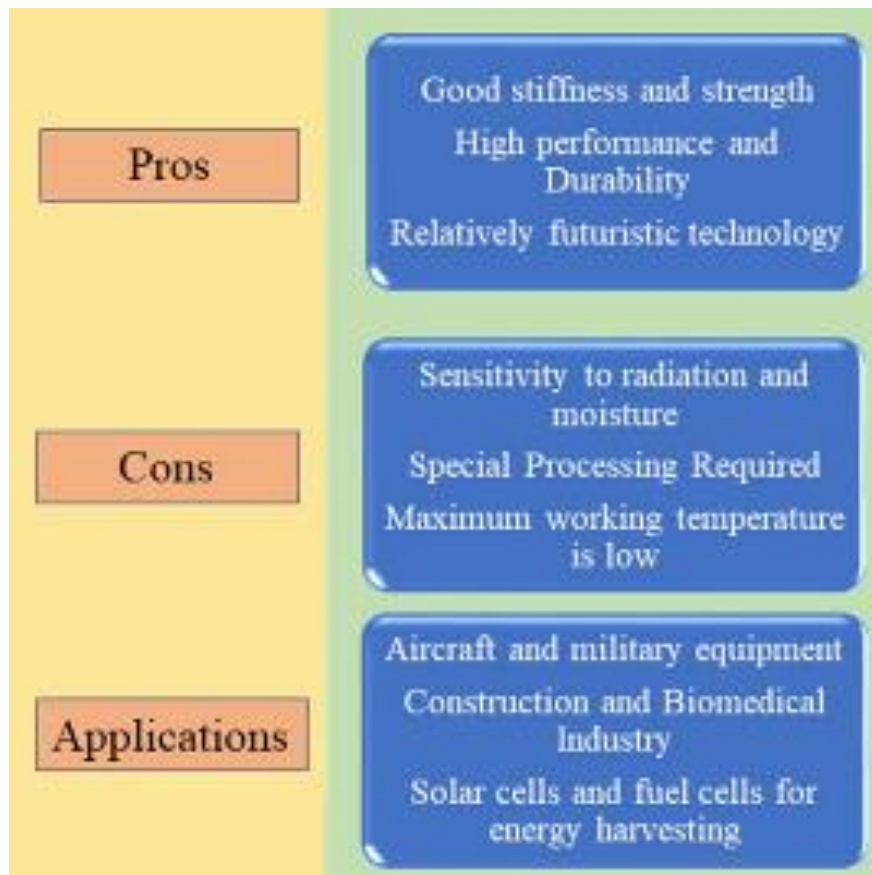 Pros
Good stiffness and strength
High performance and
Durability
Relatively futuristic technology
Cons
Sensitivity to radiation and
moisture
Special Processing Required
Maximum working temperature
is low
Applications
Aircraft and military equipment
Construction and Biomedical
Industry
Solar cells and fuel cells for
energy harvesting